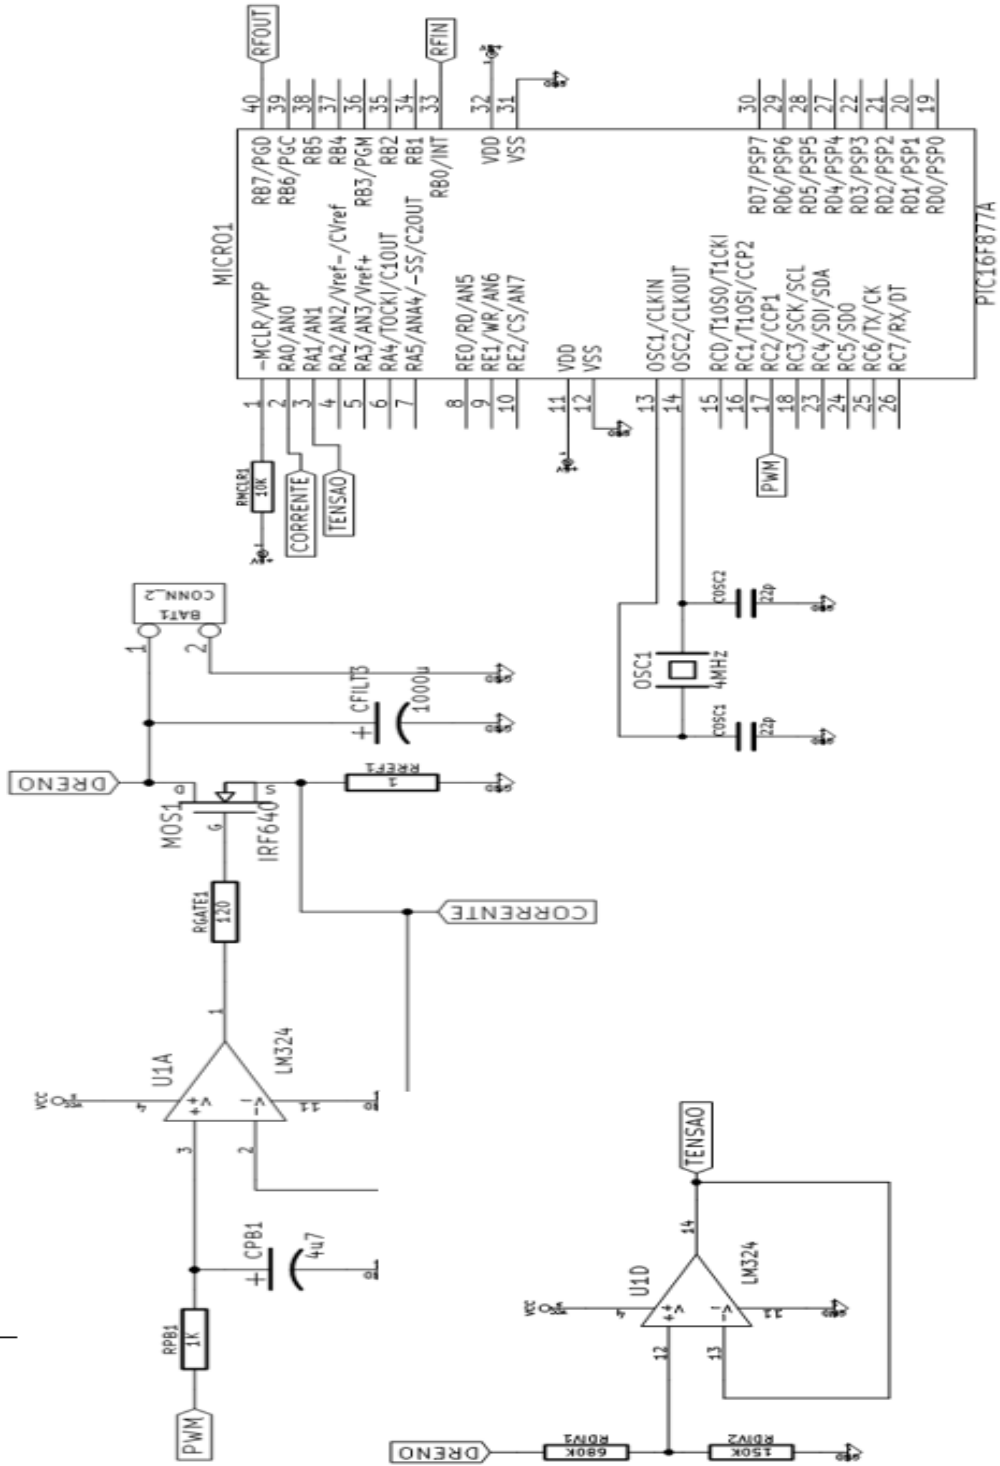 RFOUT
RFIN
40
39
38
37
36
35
34
33
32
31
30
29
28
27
22
21
20
19
RB7/PGD
RB6/PGC
RB5
RB4
RB3/PGM
RB2
RB1
RB0/INT
VDD
VSS
RD7/PSP7
RD6/PSP6
RD5/PSP5
RD4/PSP4
RD3/PSP3
RD2/PSP2
RD1/PSP1
RD0/PSP0
MICRO1
PIC16F877A
-MCLR/VPP
RA0/AN0
RA1/AN1
RA2/AN2/Vref-/CVref
RA3/AN3/Vref+
RA4/TOCKI/C1OUT
RA5/ANA4/-SS/C2OUT
RE0/RD/AN5
RE1/WR/AN6
RE2/CS/AN7
VDD
VSS
OSC1/CLKIN
OSC2/CLKOUT
RCD/T1OSO/T1CKI
RC1/T1OSI/CCP2
RC2/CCP1
RC3/SCK/SCL
RC4/SDI/SDA
RC5/SDO
RC6/TX/CK
RC7/RX/DT
1
2
3
4
5
6
7
8
9
10
11
12
13
14
15
16
17
18
23
24
25
26
RMCLR1
10K
CORRENTE
TENSAO
PWM
CONN_2
BAT1
1
2
CFILT3
1000u
COSC2
22p
OSC1
4MHz
COSC1
22p
DRENO
D
S
G
MOS1
IRF640
RREF1
1
RGATE1
120
CORRENTE
1
U1A
LM324
VCC
4
V+
+
V-
-
11
3
2
CPB1
4u7
RPB1
1K
PWM
TENSAO
14
U1D
LM324
VCC
4
V+
+
V-
-
11
12
13
DRENO
RDIV1
680K
RDIV2
150K